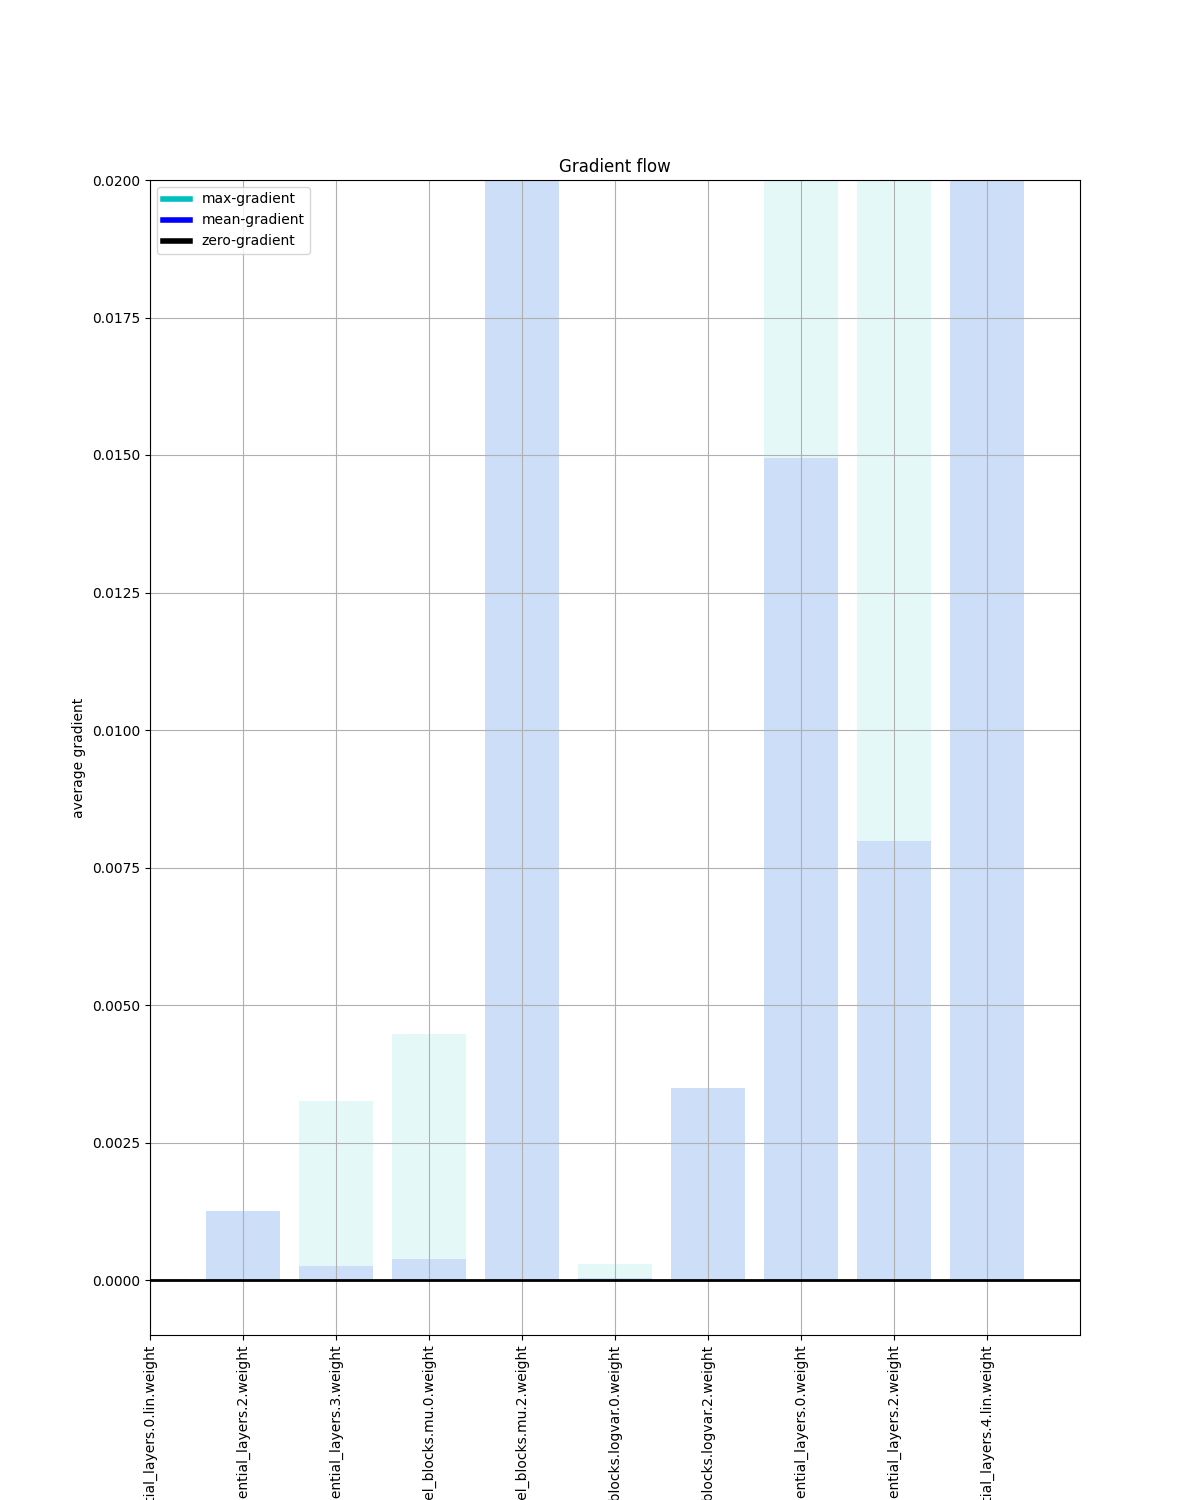 Gradient flow
max-gradient
mean-gradient
zero-gradient
0.0200
0.0175
0.0150
0.0125
0.0100
0.0075
0.0050
0.0025
0.0000
average gradient
tial_layers.0.lin.weight
ential_layers.2.weight
ential_layers.3.weight
el_blocks.mu.0.weight
el_blocks.mu.2.weight
blocks.logvar.0.weight
blocks.logvar.2.weight
ential_layers.0.weight
ential_layers.2.weight
tial_layers.4.lin.weight